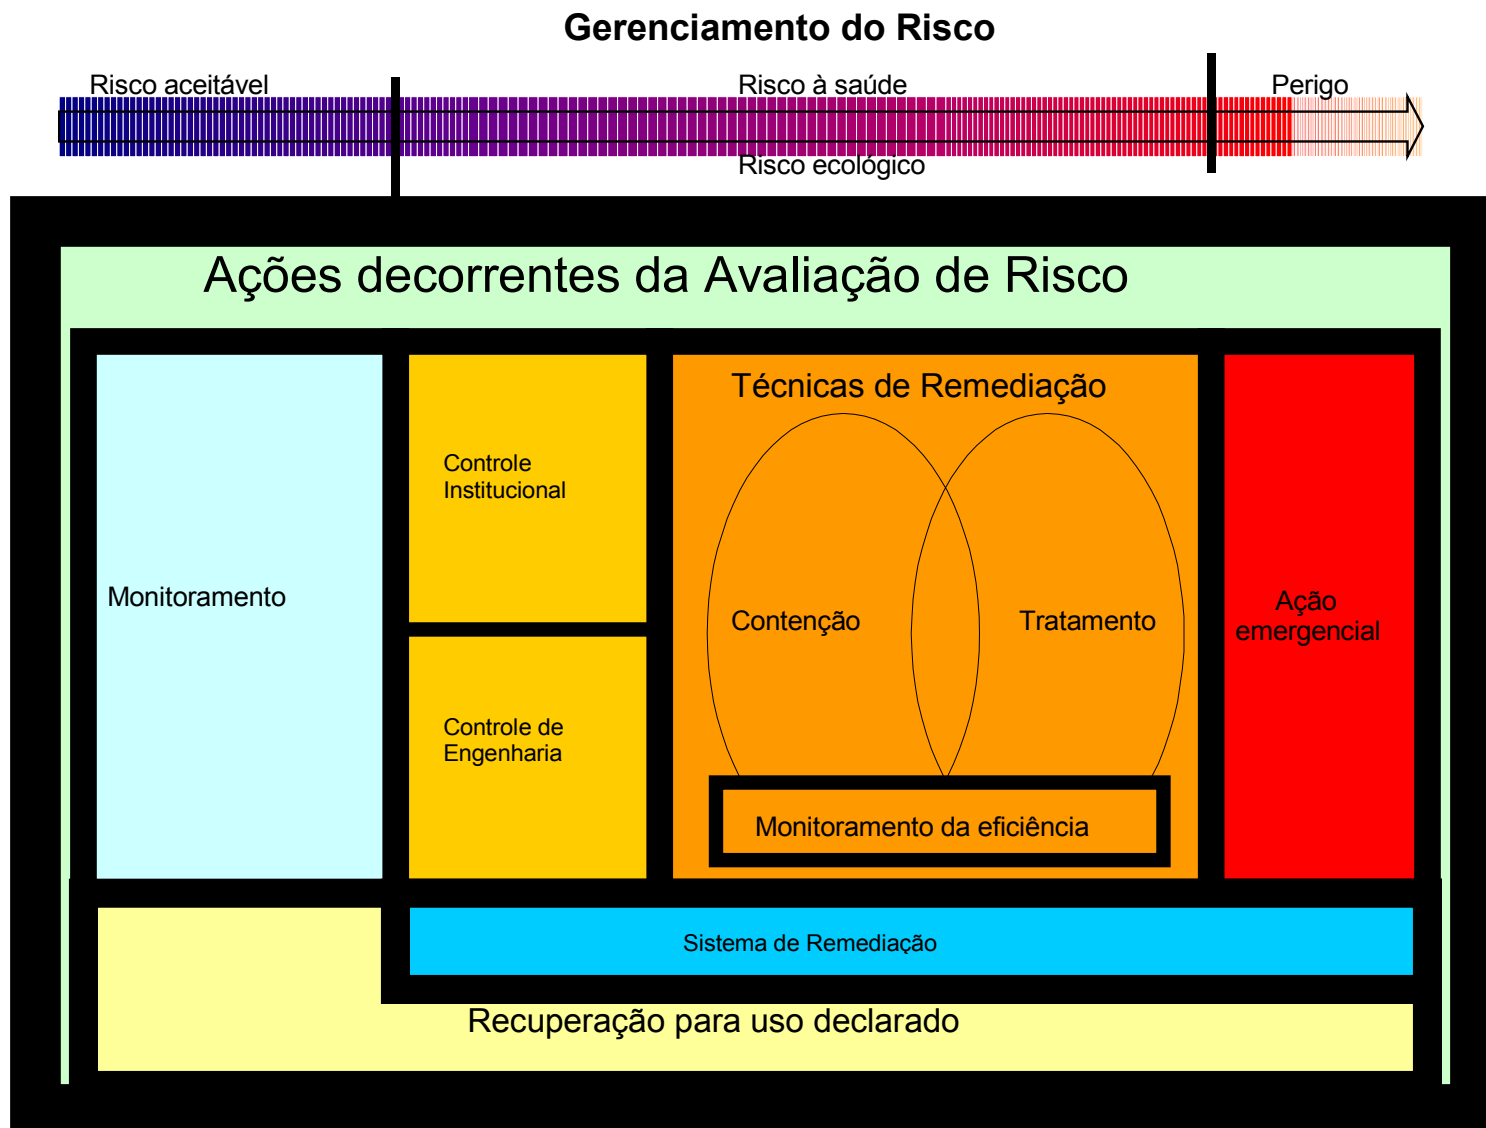 Gerenciamento do Risco
Risco aceitável
Risco à saúde
Perigo
Risco ecológico
Ações decorrentes da Avaliação de Risco
Monitoramento
Controle
Institucional
Controle de
Engenharia
Técnicas de Remediação
Contenção
Tratamento
Monitoramento da eficiência
Ação
emergencial
Sistema de Remediação
Recuperação para uso declarado